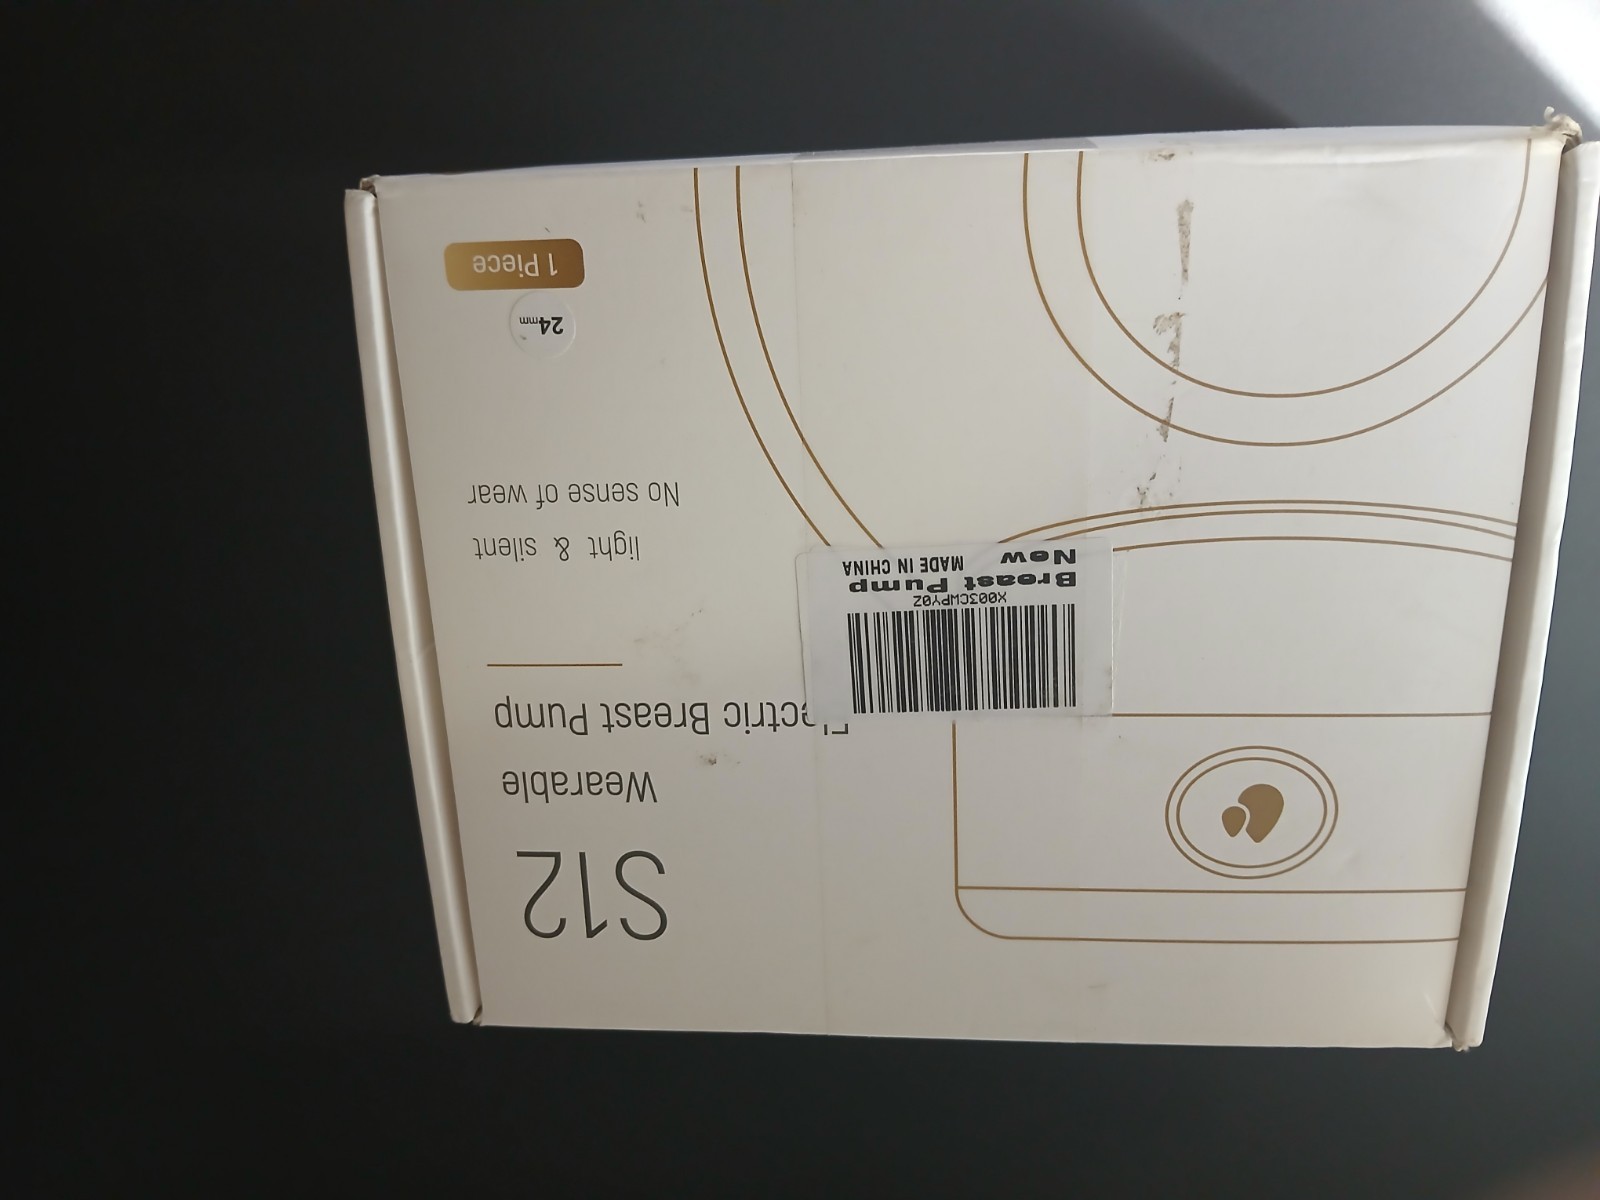 S12
Wearable
Electric Breast Pump
light & silent
No sense of wear
24mm
1 Piece
X003CWPY0Z
Breast Pump
New MADE IN CHINA